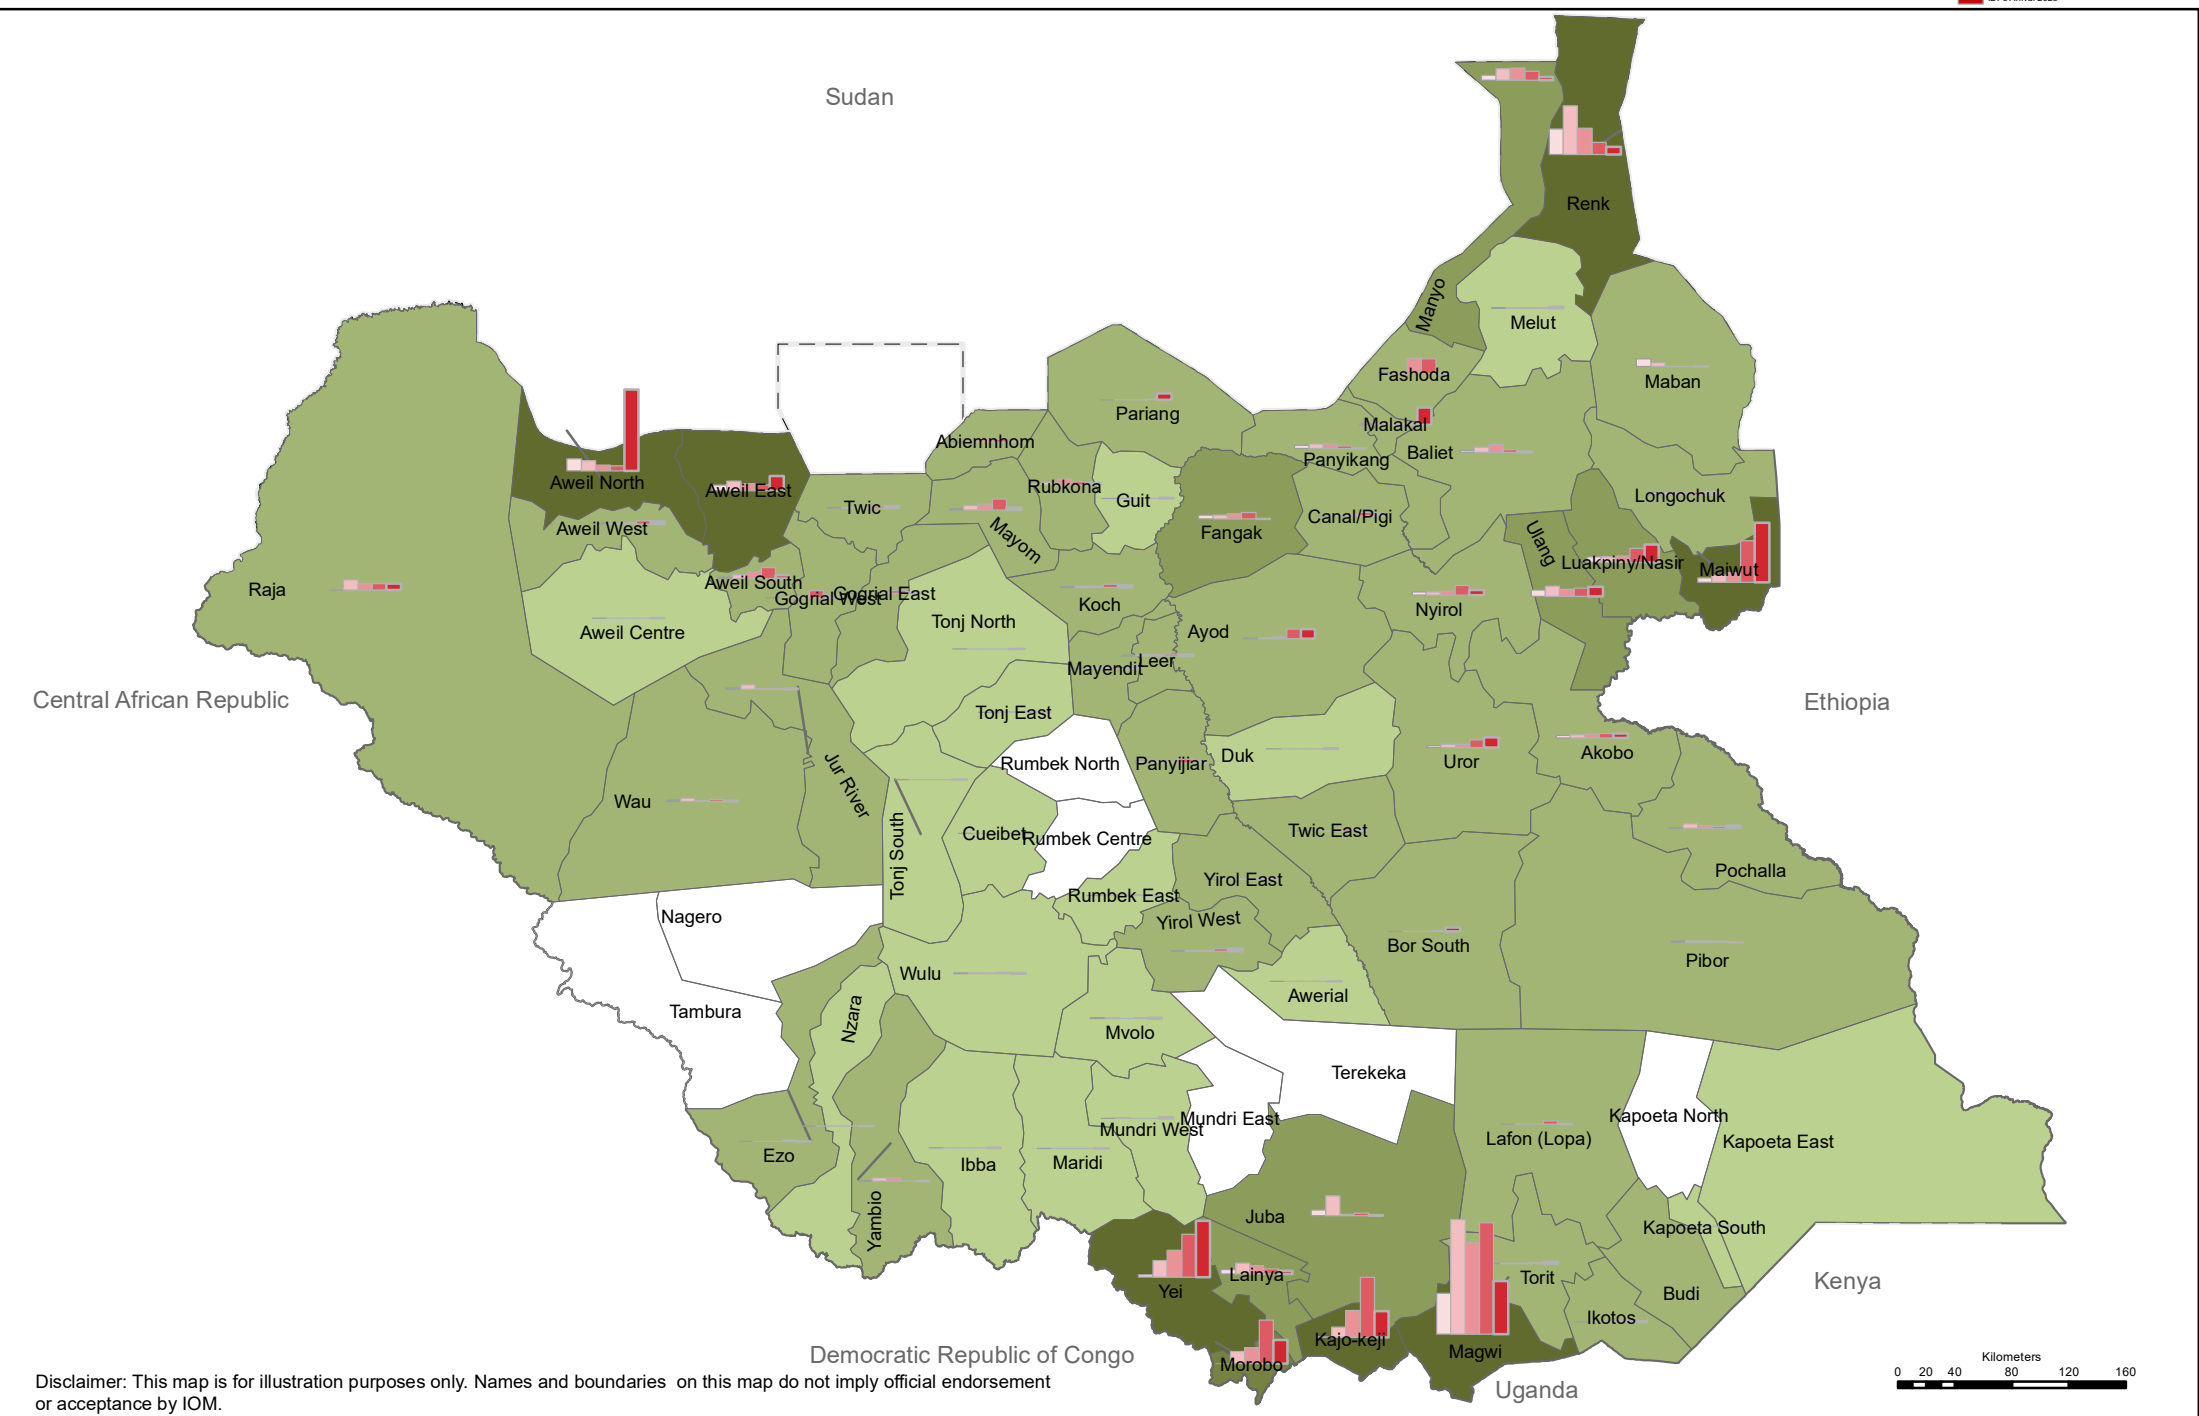 Sudan
Renk
Manyo
Melut
Fashoda
Maban
Pariang
Malakal
Abiemnhom
Baliet
Panyikang
Aweil North
Aweil East
Rubkona
Guit
Longochuk
Twic
Canal/Pigi
Aweil West
Mayom
Fangak
Ulang
Luakpiny/Nasir
Maiwut
Raja
Aweil South
Gogrial West
Gogrial East
Koch
Nyirol
Tonj North
Aweil Centre
Ayod
Leer
Mayendit
Central African Republic
Ethiopia
Tonj East
Duk
Akobo
Rumbek North
Panyijiar
Uror
Jur River
Wau
Cueibet
Rumbek Centre
Twic East
Tonj South
Pochalla
Yirol East
Rumbek East
Nagero
Yirol West
Bor South
Pibor
Wulu
Awerial
Tambura
Nzara
Mvolo
Terekeka
Kapoeta North
Mundri East
Mundri West
Lafon (Lopa)
Kapoeta East
Ezo
Ibba
Maridi
Yambio
Juba
Kapoeta South
Lainya
Torit
Kenya
Yei
Budi
Ikotos
Kajo-keji
Magwi
Democratic Republic of Congo
Morobo
Uganda
Kilometers
0 20 40 80 120 160
Disclaimer: This map is for illustration purposes only. Names and boundaries on this map do not imply official endorsement
or acceptance by IOM.